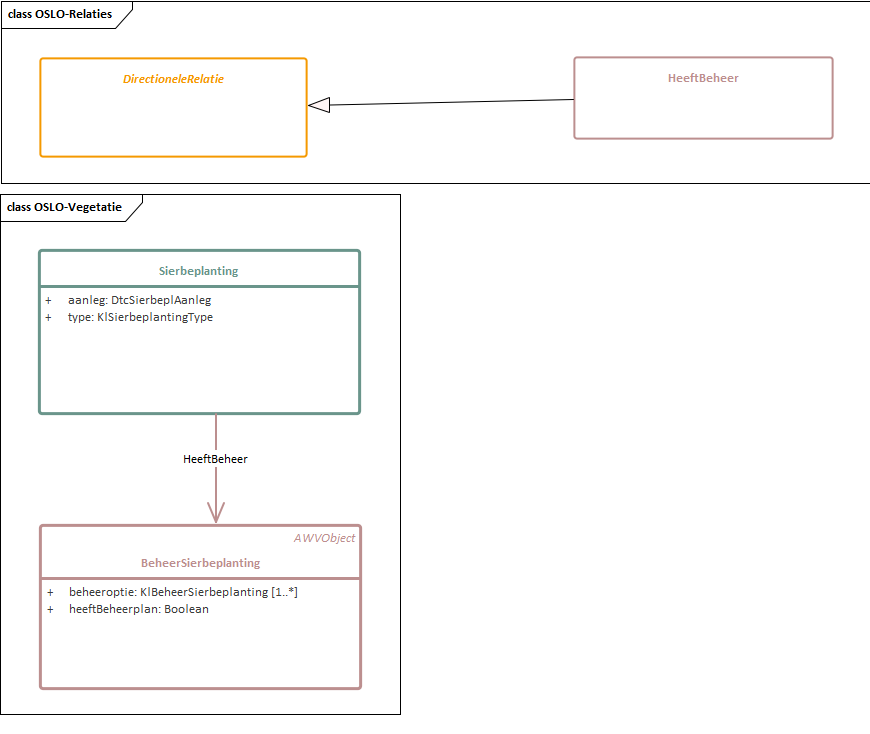 class OSLO-Relaties
DirectioneleRelatie
HeeftBeheer
class OSLO-Vegetatie
Sierbeplanting
+ aanleg: DtcSierbeplAanleg
+ type: KlSierbeplantingType
HeeftBeheer
AWVObject
BeheerSierbeplanting
+ beheeroptie: KlBeheerSierbeplanting [1..*]
+ heeftBeheerplan: Boolean